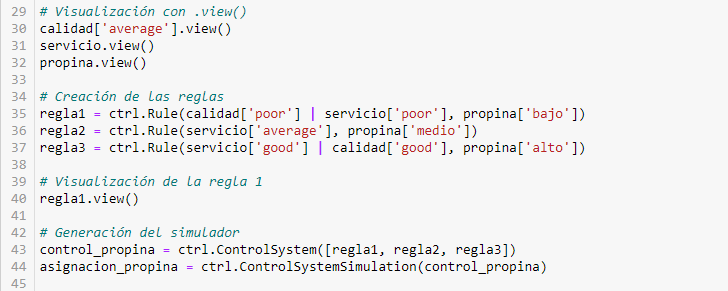 29 # Visualización con .view()
30 calidad['average'].view()
31 servicio.view()
32 propina.view()
33
34 # Creación de las reglas
35 regla1 = ctrl.Rule(calidad['poor'] | servicio['poor'], propina['bajo'])
36 regla2 = ctrl.Rule(servicio['average'], propina['medio'])
37 regla3 = ctrl.Rule(servicio['good'] | calidad['good'], propina['alto'])
38
39 # Visualización de la regla 1
40 regla1.view()
41
42 # Generación del simulador
43 control_propina = ctrl.ControlSystem([regla1, regla2, regla3])
44 asignacion_propina = ctrl.ControlSystemSimulation(control_propina)
45